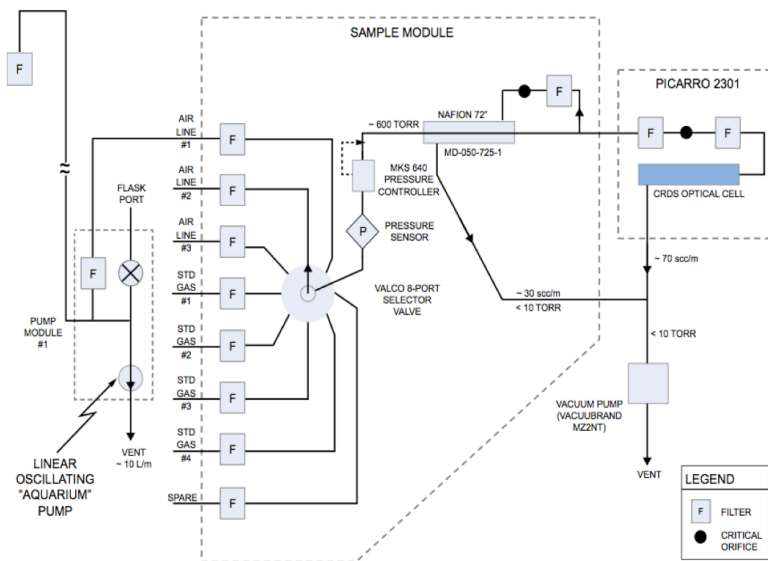 SAMPLE MODULE
F
PICARRO 2301
NAFION 72"
~ 600 TORR
MD-050-725-1
F
F
F
CRDS OPTICAL CELL
AIR
LINE
#1
F
AIR
LINE
#2
F
AIR
LINE
#3
F
STD
GAS
#1
F
STD
GAS
#2
F
STD
GAS
#3
F
STD
GAS
#4
F
SPARE
F
MKS 640
PRESSURE
CONTROLLER
P
PRESSURE
SENSOR
VALCO 8-PORT
SELECTOR
VALVE
FLASK
PORT
F
PUMP
MODULE
#1
VENT
~ 10 L/m
LINEAR
OSCILLATING
"AQUARIUM"
PUMP
~ 70 scc/m
~ 30 scc/m
< 10 TORR
< 10 TORR
VACUUM PUMP
(VACUUBRAND
MZ2NT)
VENT
LEGEND
F
FILTER
CRITICAL
ORIFICE